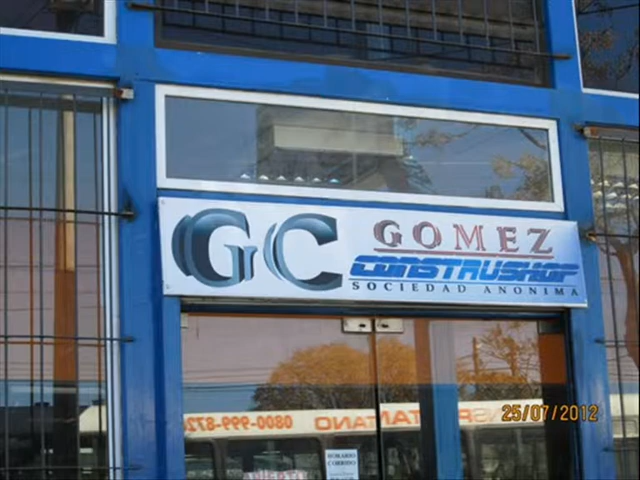 GC
GOMEZ
CONSTRUSHOP
SOCIEDAD ANONIMA
0800-999-872
HORARIO
CORRIDO
25/07/2012